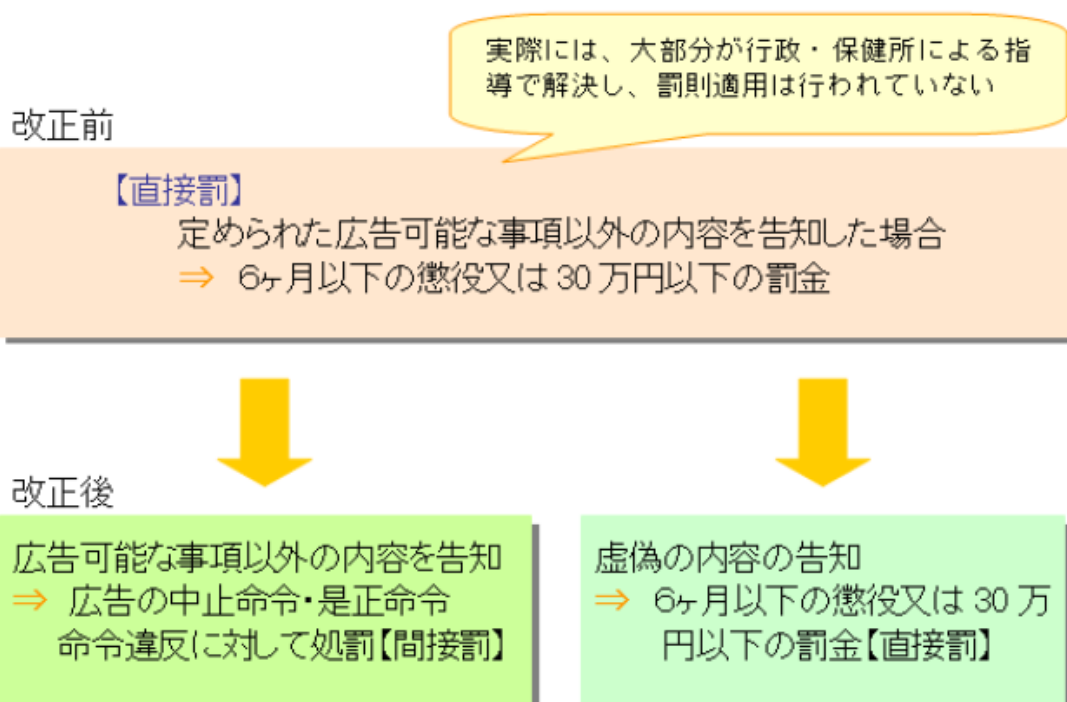 実際には、大部分が行政・保健所による指
導で解決し、罰則適用は行われていない
改正前
【直接罰】
定められた広告可能な事項以外の内容を告知した場合
⇒ 6ヶ月以下の懲役又は30万円以下の罰金
改正後
広告可能な事項以外の内容を告知
⇒ 広告の中止命令・是正命令
命令違反に対して処罰【間接罰】
虚偽の内容の告知
⇒ 6ヶ月以下の懲役又は30万
円以下の罰金【直接罰】